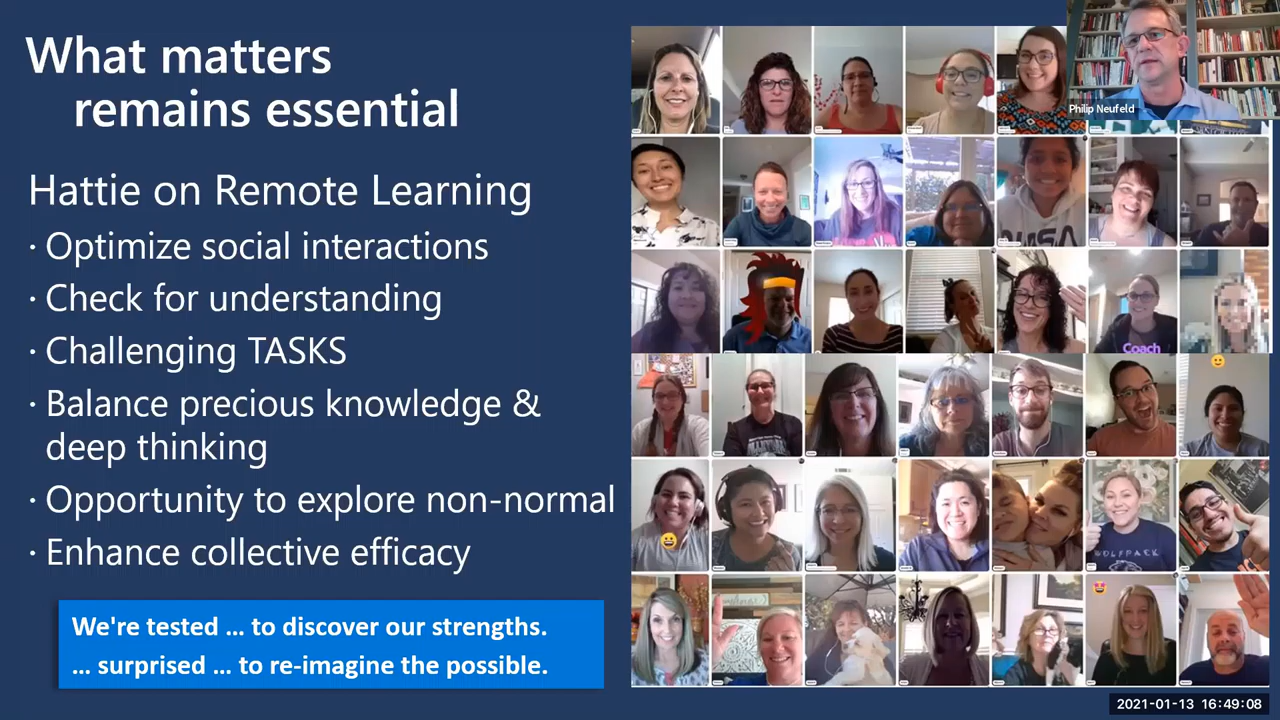 What matters
remains essential
Hattie on Remote Learning
· Optimize social interactions
· Check for understanding
· Challenging TASKS
· Balance precious knowledge &
deep thinking
· Opportunity to explore non-normal
· Enhance collective efficacy
We're tested … to discover our strengths.
… surprised … to re-imagine the possible.
Philip Neufeld
Coach
WOLFPACK
2021-01-13 16:49:08